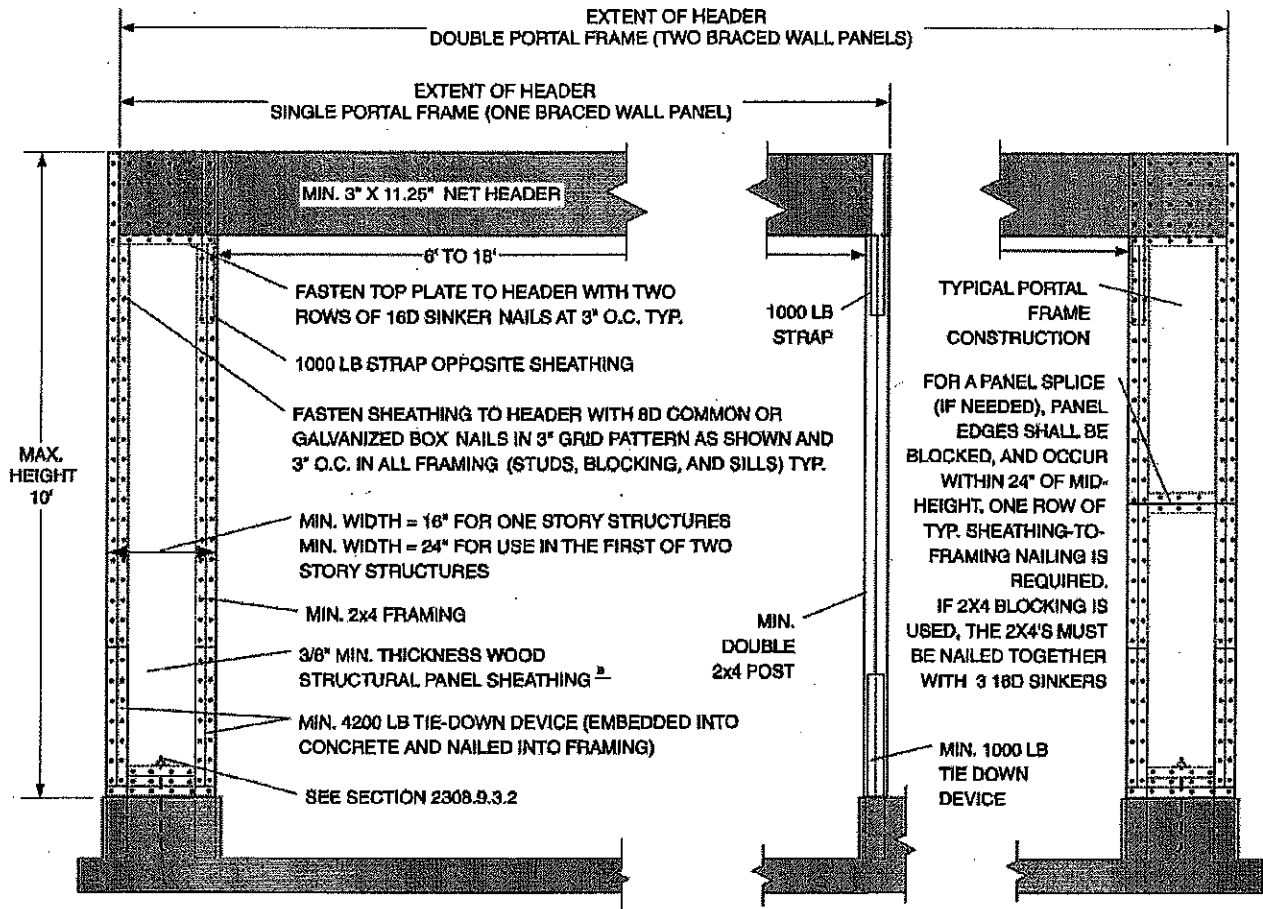 EXTENT OF HEADER
DOUBLE PORTAL FRAME (TWO BRACED WALL PANELS)
EXTENT OF HEADER
SINGLE PORTAL FRAME (ONE BRACED WALL PANEL)
MIN. 3" X 11.25" NET HEADER
6' TO 18'
FASTEN TOP PLATE TO HEADER WITH TWO
ROWS OF 16D SINKER NAILS AT 3" O.C. TYP.
1000 LB STRAP OPPOSITE SHEATHING
FASTEN SHEATHING TO HEADER WITH 8D COMMON OR
GALVANIZED BOX NAILS IN 3" GRID PATTERN AS SHOWN AND
3" O.C. IN ALL FRAMING (STUDS, BLOCKING, AND SILLS) TYP.
MAX.
HEIGHT
10'
MIN. WIDTH = 16" FOR ONE STORY STRUCTURES
MIN. WIDTH = 24" FOR USE IN THE FIRST OF TWO
STORY STRUCTURES
MIN. 2x4 FRAMING
3/8" MIN. THICKNESS WOOD
STRUCTURAL PANEL SHEATHING
MIN. 4200 LB TIE-DOWN DEVICE (EMBEDDED INTO
CONCRETE AND NAILED INTO FRAMING)
SEE SECTION 2308.9.3.2
1000 LB
STRAP
MIN.
DOUBLE
2x4 POST
MIN. 1000 LB
TIE DOWN
DEVICE
TYPICAL PORTAL
FRAME
CONSTRUCTION
FOR A PANEL SPLICE
(IF NEEDED), PANEL
EDGES SHALL BE
BLOCKED, AND OCCUR
WITHIN 24" OF MID-
HEIGHT. ONE ROW OF
TYP. SHEATHING-TO-
FRAMING NAILING IS
REQUIRED.
IF 2X4 BLOCKING IS
USED, THE 2X4'S MUST
BE NAILED TOGETHER
WITH 3 16D SINKERS